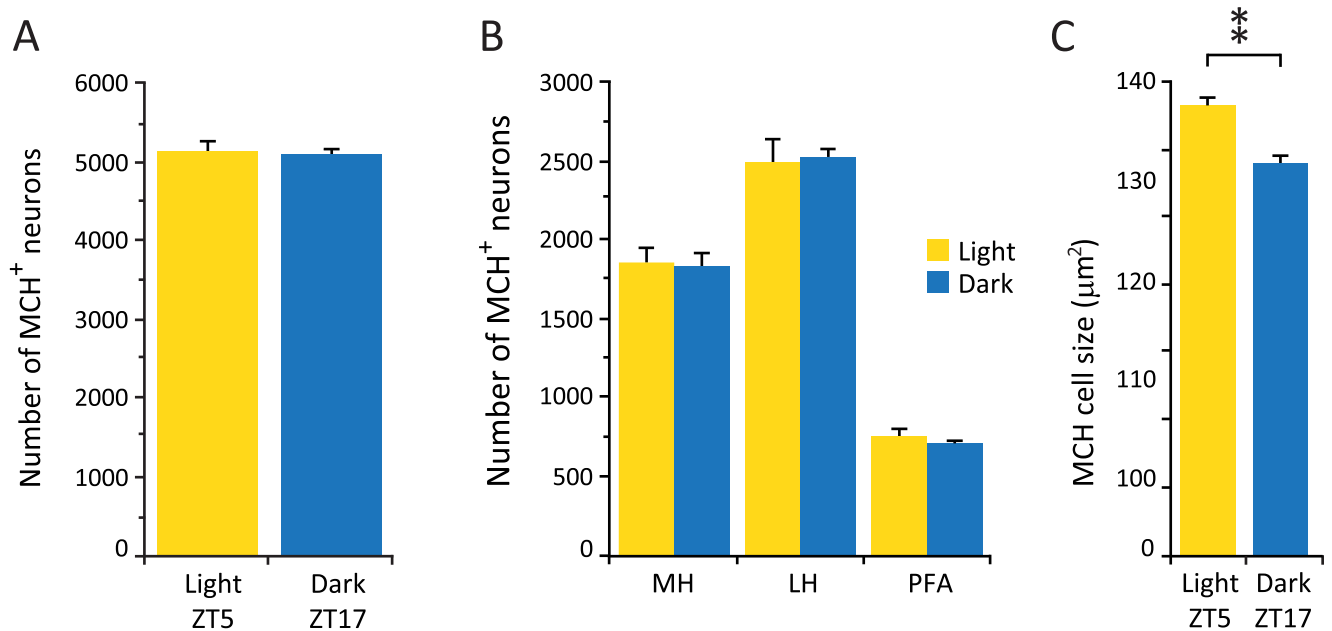 A
Number of MCH+ neurons
6000
5000
4000
3000
2000
1000
0
Light
ZT5
Dark
ZT17
B
Number of MCH+ neurons
3000
2500
2000
1500
1000
500
0
MH
LH
PFA
Light
Dark
C
**
MCH cell size (μm²)
140
130
120
110
100
0
Light
ZT5
Dark
ZT17